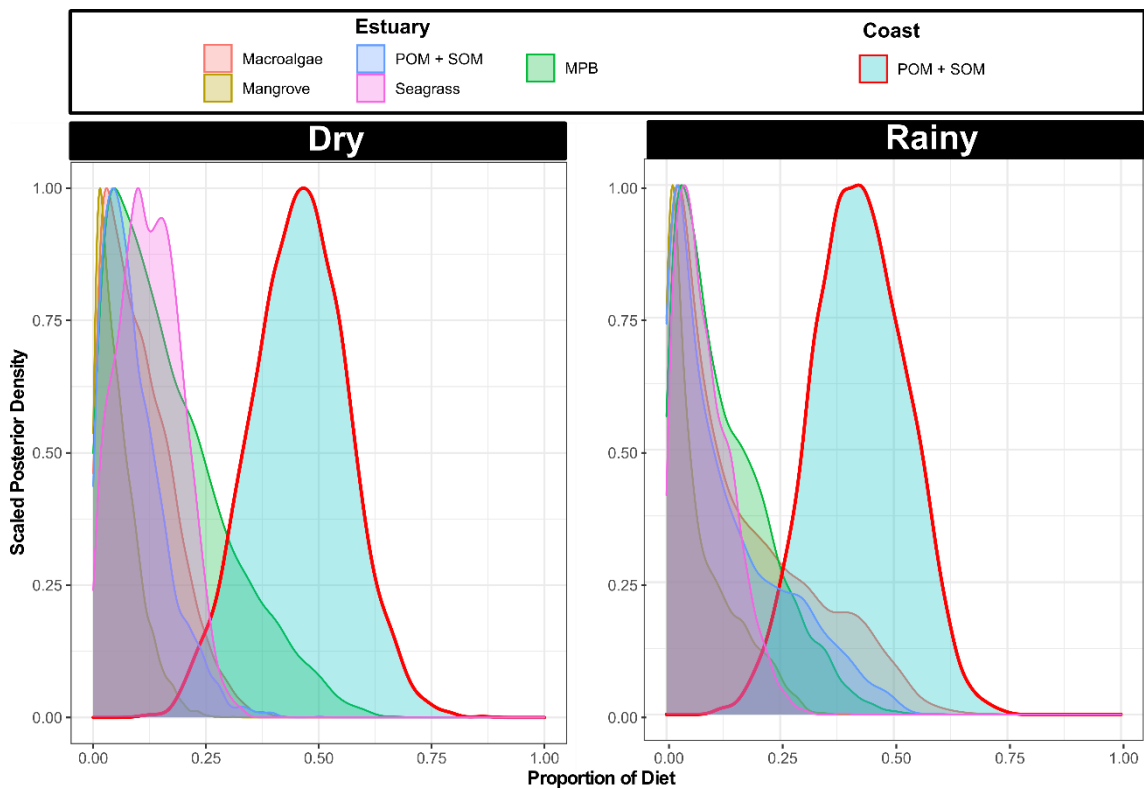 Estuary Coast
Macroalgae POM + SOM MPB POM + SOM
Mangrove Seagrass
Dry Rainy
Scaled Posterior Density
1.00 1.00
0.75 0.75
0.50 0.50
0.25 0.25
0.00 0.00
0.00 0.25 0.50 0.75 1.00 0.00 0.25 0.50 0.75 1.00
Proportion of Diet